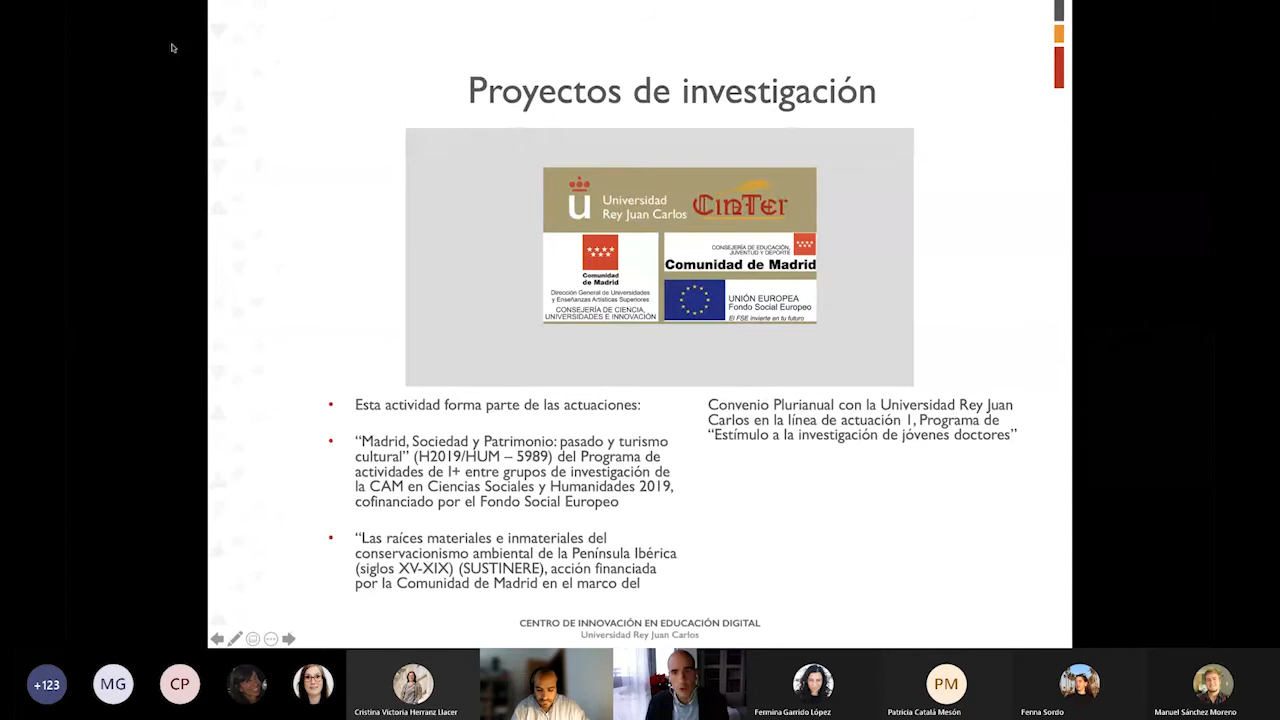 Proyectos de investigación
Universidad
Rey Juan Carlos
CinTer
Comunidad
de Madrid
Dirección General de Universidades
y Enseñanzas Artísticas Superiores
CONSEJERÍA DE CIENCIA,
UNIVERSIDADES E INNOVACIÓN
CONSEJERÍA DE EDUCACIÓN,
JUVENTUD Y DEPORTE
Comunidad de Madrid
UNIÓN EUROPEA
Fondo Social Europeo
El FSE invierte en tu futuro
• Esta actividad forma parte de las actuaciones:
• “Madrid, Sociedad y Patrimonio: pasado y turismo
cultural” (H2019/HUM – 5989) del Programa de
actividades de I+ entre grupos de investigación de
la CAM en Ciencias Sociales y Humanidades 2019,
cofinanciado por el Fondo Social Europeo
• “Las raíces materiales e inmateriales del
conservacionismo ambiental de la Península Ibérica
(siglos XV-XIX) (SUSTINERE), acción financiada
por la Comunidad de Madrid en el marco del
Convenio Plurianual con la Universidad Rey Juan
Carlos en la línea de actuación 1, Programa de
“Estímulo a la investigación de jóvenes doctores”
CENTRO DE INNOVACIÓN EN EDUCACIÓN DIGITAL
Universidad Rey Juan Carlos
+123
MG
CP
Cristina Victoria Herranz Llacer
Fermina Garrido López
PM
Patricia Catalá Mesón
Fenna Sordo
Manuel Sánchez Moreno